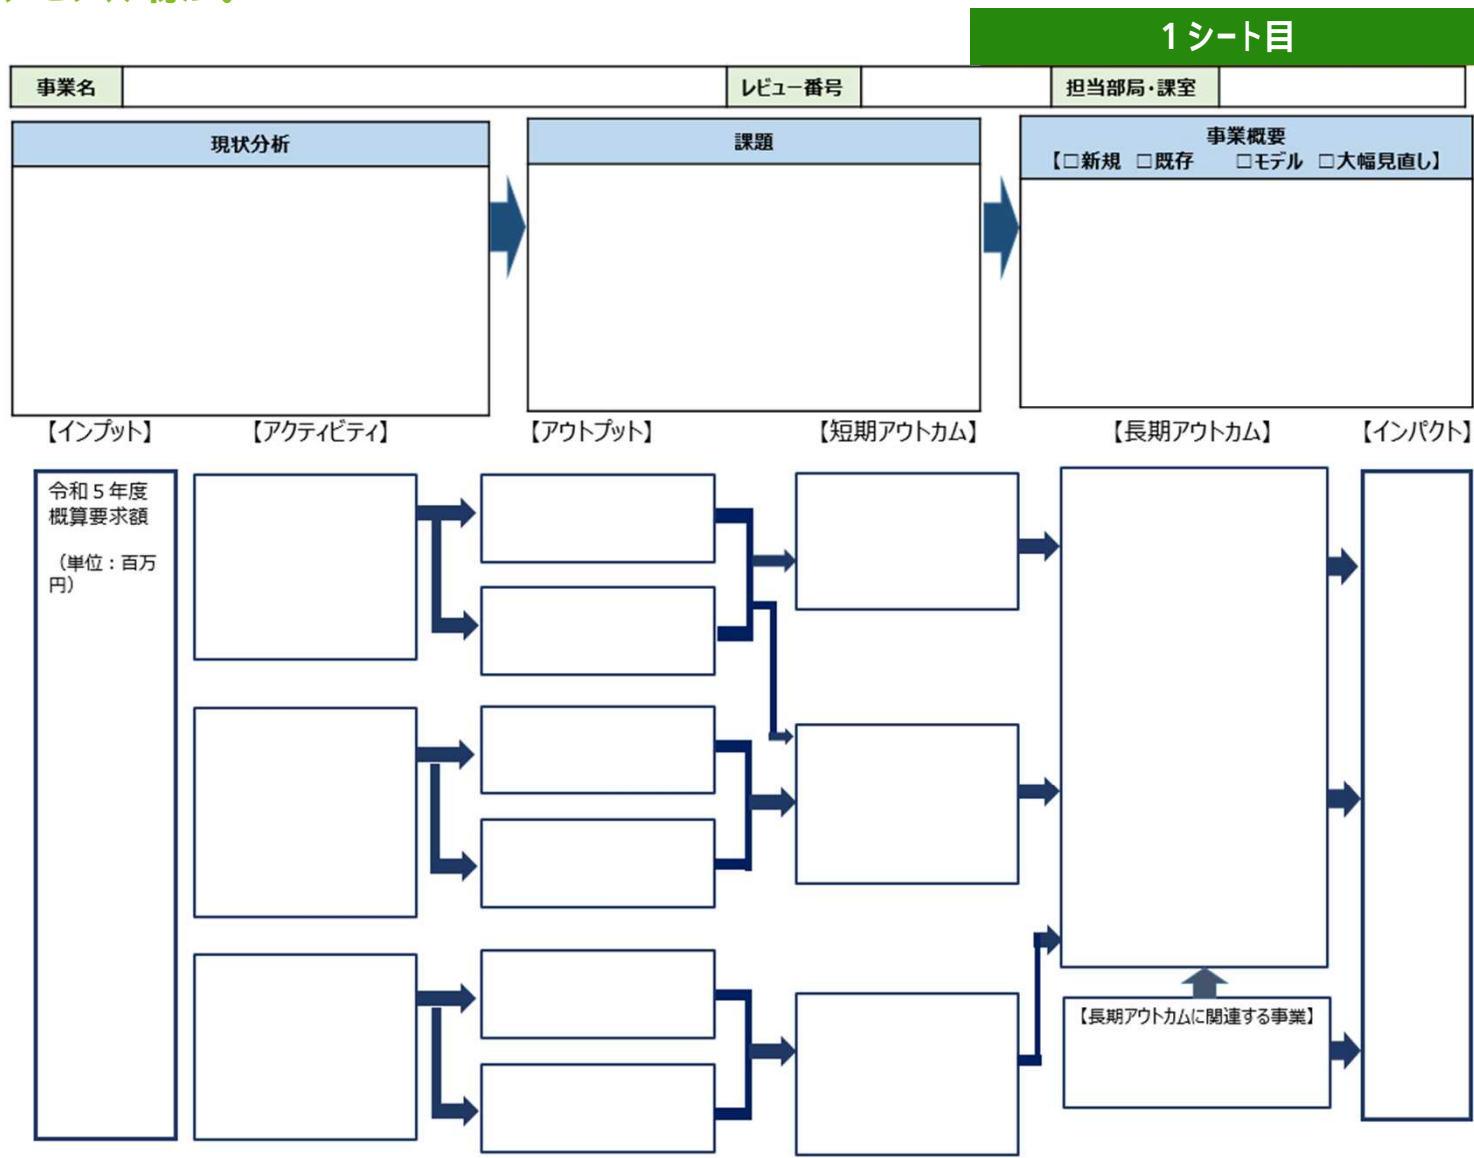 1シート目
事業名
レビュー番号
担当部局・課室
現状分析
課題
事業概要
【□新規 □既存 □モデル □大幅見直し】
【インプット】
【アクティビティ】
【アウトプット】
【短期アウトカム】
【長期アウトカム】
【インパクト】
令和5年度
概算要求額
（単位：百万
円）
【長期アウトカムに関連する事業】